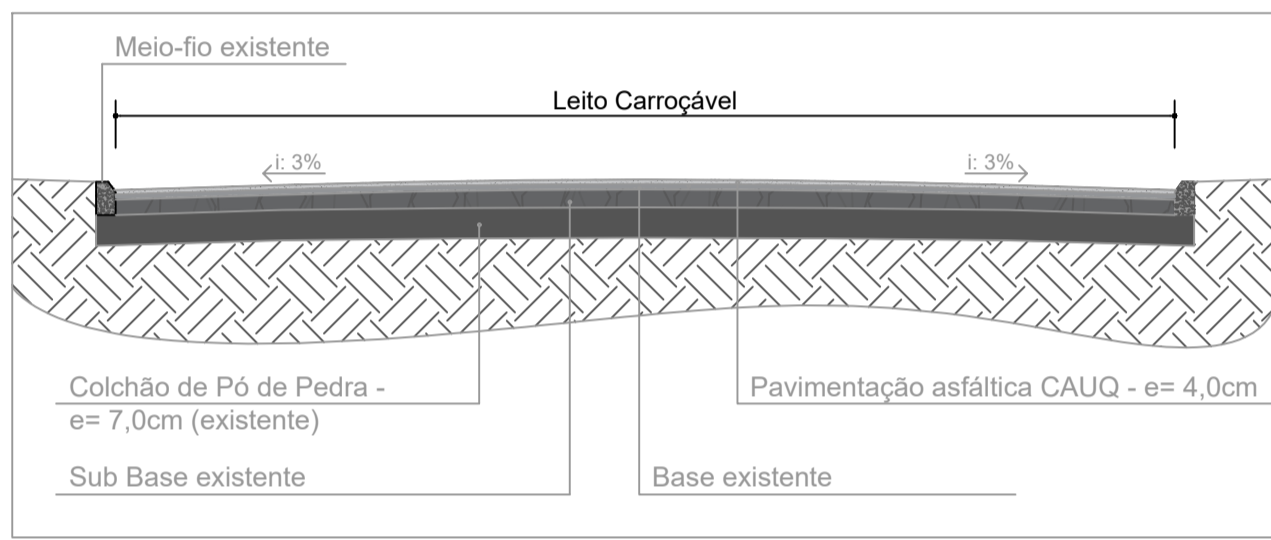 Meio-fio existente
Leito Carroçável
i: 3%
i: 3%
Colchão de Pó de Pedra -
e= 7,0cm (existente)
Pavimentação asfáltica CAUQ - e= 4,0cm
Sub Base existente
Base existente